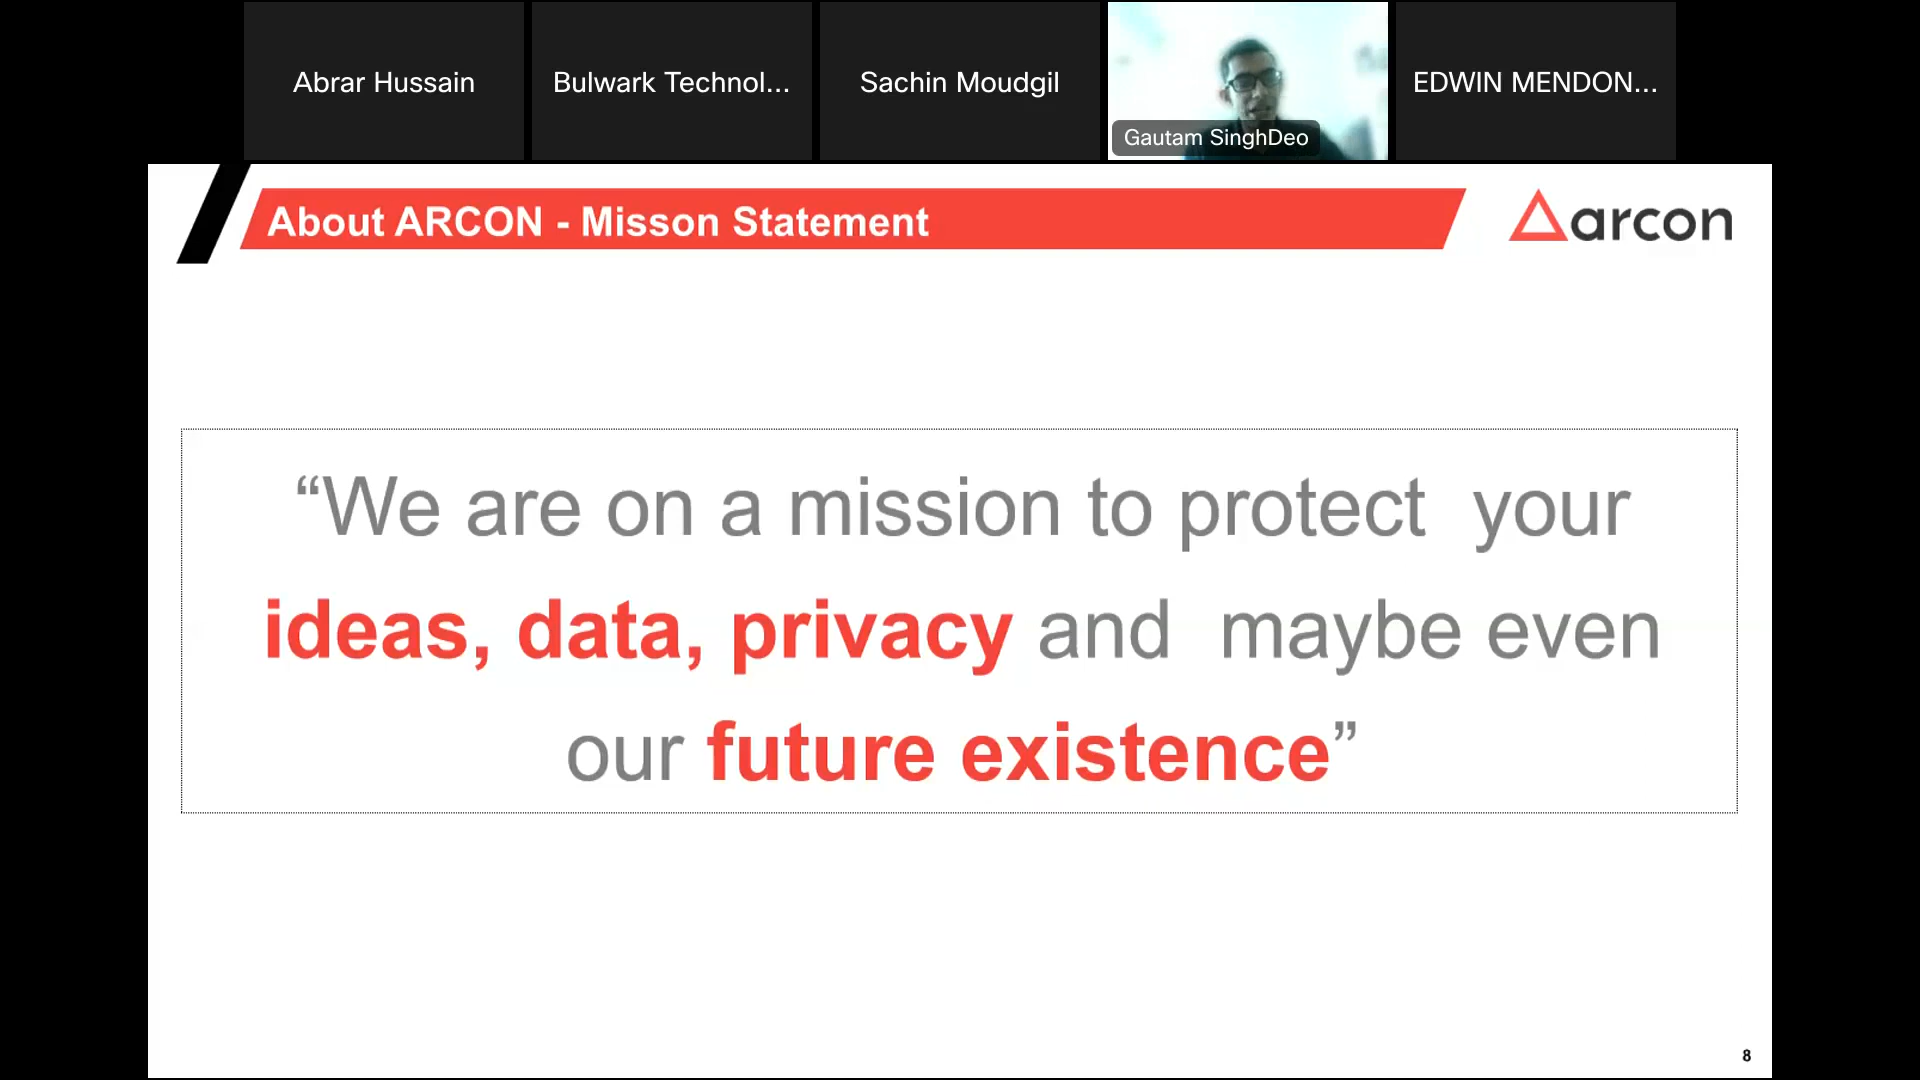 Abrar Hussain
Bulwark Technol...
Sachin Moudgil
Gautam SinghDeo
EDWIN MENDON...
About ARCON - Misson Statement
arcon
“We are on a mission to protect  your
ideas, data, privacy and  maybe even
our future existence”
8